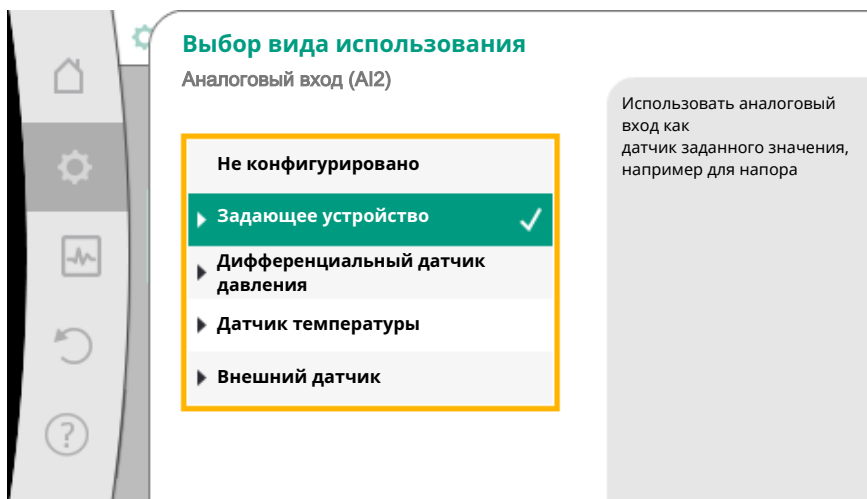 Выбор вида использования
Аналоговый вход (AI2)
Не конфигурировано
Задающее устройство
Дифференциальный датчик
давления
Датчик температуры
Внешний датчик
Использовать аналоговый
вход как
датчик заданного значения,
например для напора